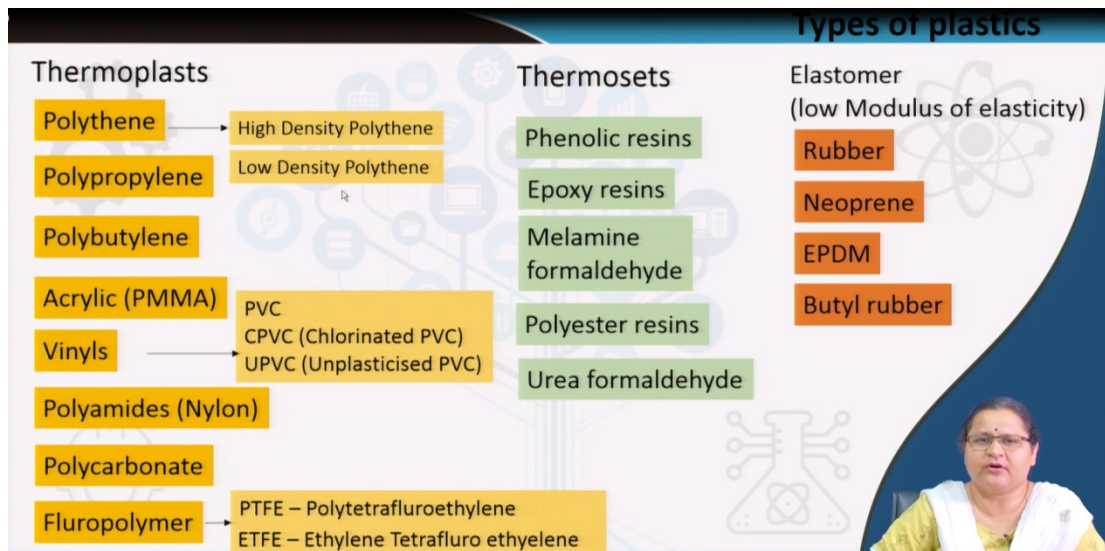 Types of plastics
Thermoplasts
Polythene
High Density Polythene
Low Density Polythene
Polypropylene
Polybutylene
Acrylic (PMMA)
Vinyls
PVC
CPVC (Chlorinated PVC)
UPVC (Unplasticised PVC)
Polyamides (Nylon)
Polycarbonate
Fluropolymer
PTFE – Polytetrafluroethylene
ETFE – Ethylene Tetrafluro ethyelene
Thermosets
Phenolic resins
Epoxy resins
Melamine
formaldehyde
Polyester resins
Urea formaldehyde
Elastomer
(low Modulus of elasticity)
Rubber
Neoprene
EPDM
Butyl rubber